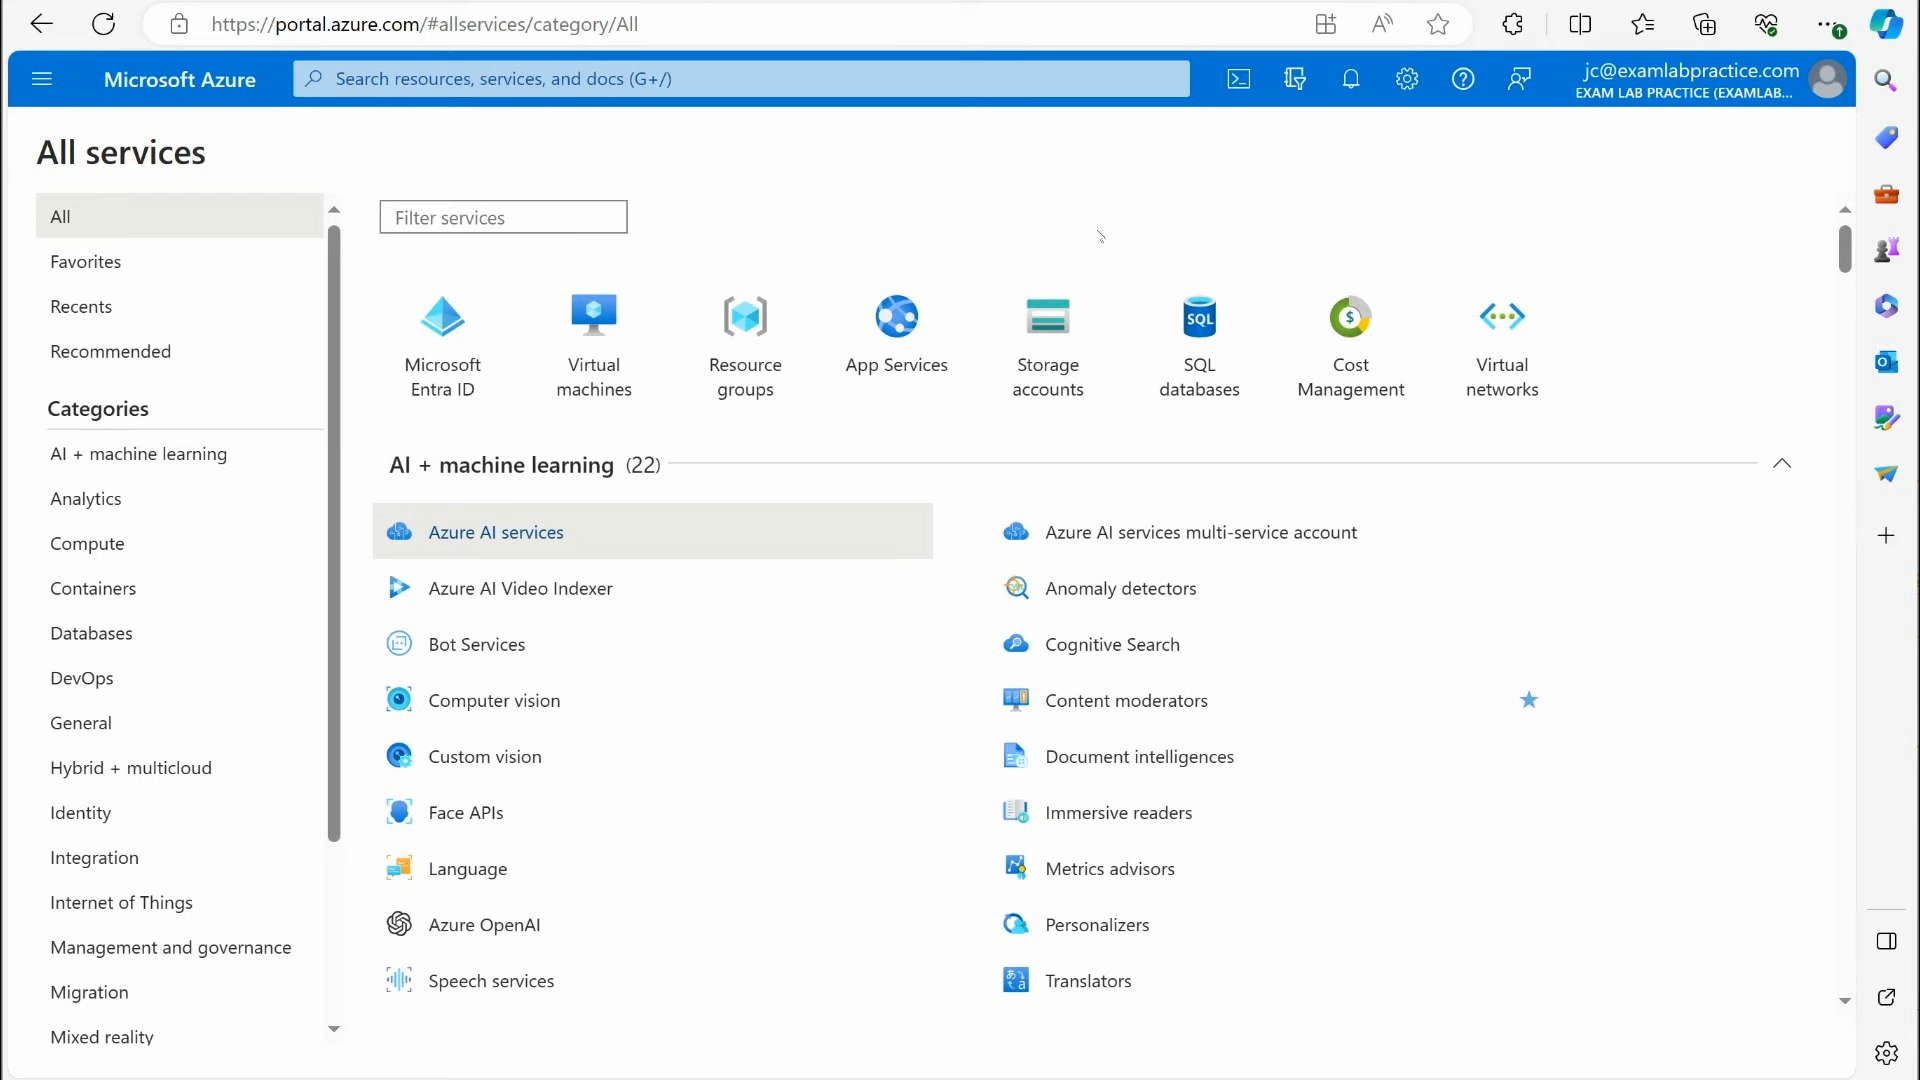 https://portal.azure.com/#allservices/category/All
Microsoft Azure
Search resources, services, and docs (G+/)
jc@examlabpractice.com
EXAM LAB PRACTICE (EXAMLAB...
All services
All
Favorites
Recents
Recommended
Categories
AI + machine learning
Analytics
Compute
Containers
Databases
DevOps
General
Hybrid + multicloud
Identity
Integration
Internet of Things
Management and governance
Migration
Mixed reality
Filter services
Microsoft
Entra ID
Virtual
machines
Resource
groups
App Services
Storage
accounts
SQL
SQL
databases
Cost
Management
Virtual
networks
AI + machine learning (22)
Azure AI services
Azure AI services multi-service account
Azure AI Video Indexer
Anomaly detectors
Bot Services
Cognitive Search
Computer vision
Content moderators
Custom vision
Document intelligences
Face APIs
Immersive readers
Language
Metrics advisors
Azure OpenAI
Personalizers
Speech services
Translators